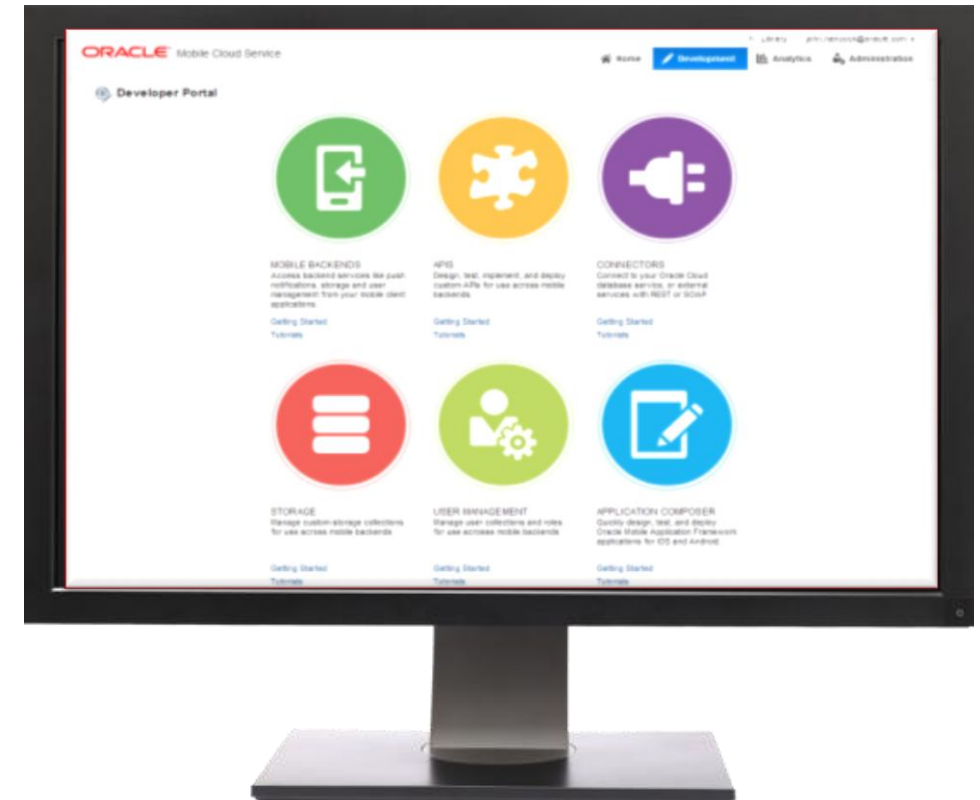 ORACLE Mobile Cloud Service
Library
Home Development Analytics Administration
Developer Portal
MOBILE BACKENDS
Access backend services like push
notifications, storage and user
management from your mobile client
applications
Getting Started
Tutorials
APIS
Design, test, implement, and deploy
custom APIs for use across mobile
backends
Getting Started
Tutorials
CONNECTORS
Connect to your Oracle Cloud
database service, or external
services with REST or SOAP
Getting Started
Tutorials
STORAGE
Manage custom storage collections
for use across mobile backends
Getting Started
Tutorials
USER MANAGEMENT
Manage user collections and roles
for use across mobile backends
Getting Started
Tutorials
APPLICATION COMPOSER
Quickly design, test, and deploy
Oracle Mobile Application Framework
applications for iOS and Android
Getting Started
Tutorials